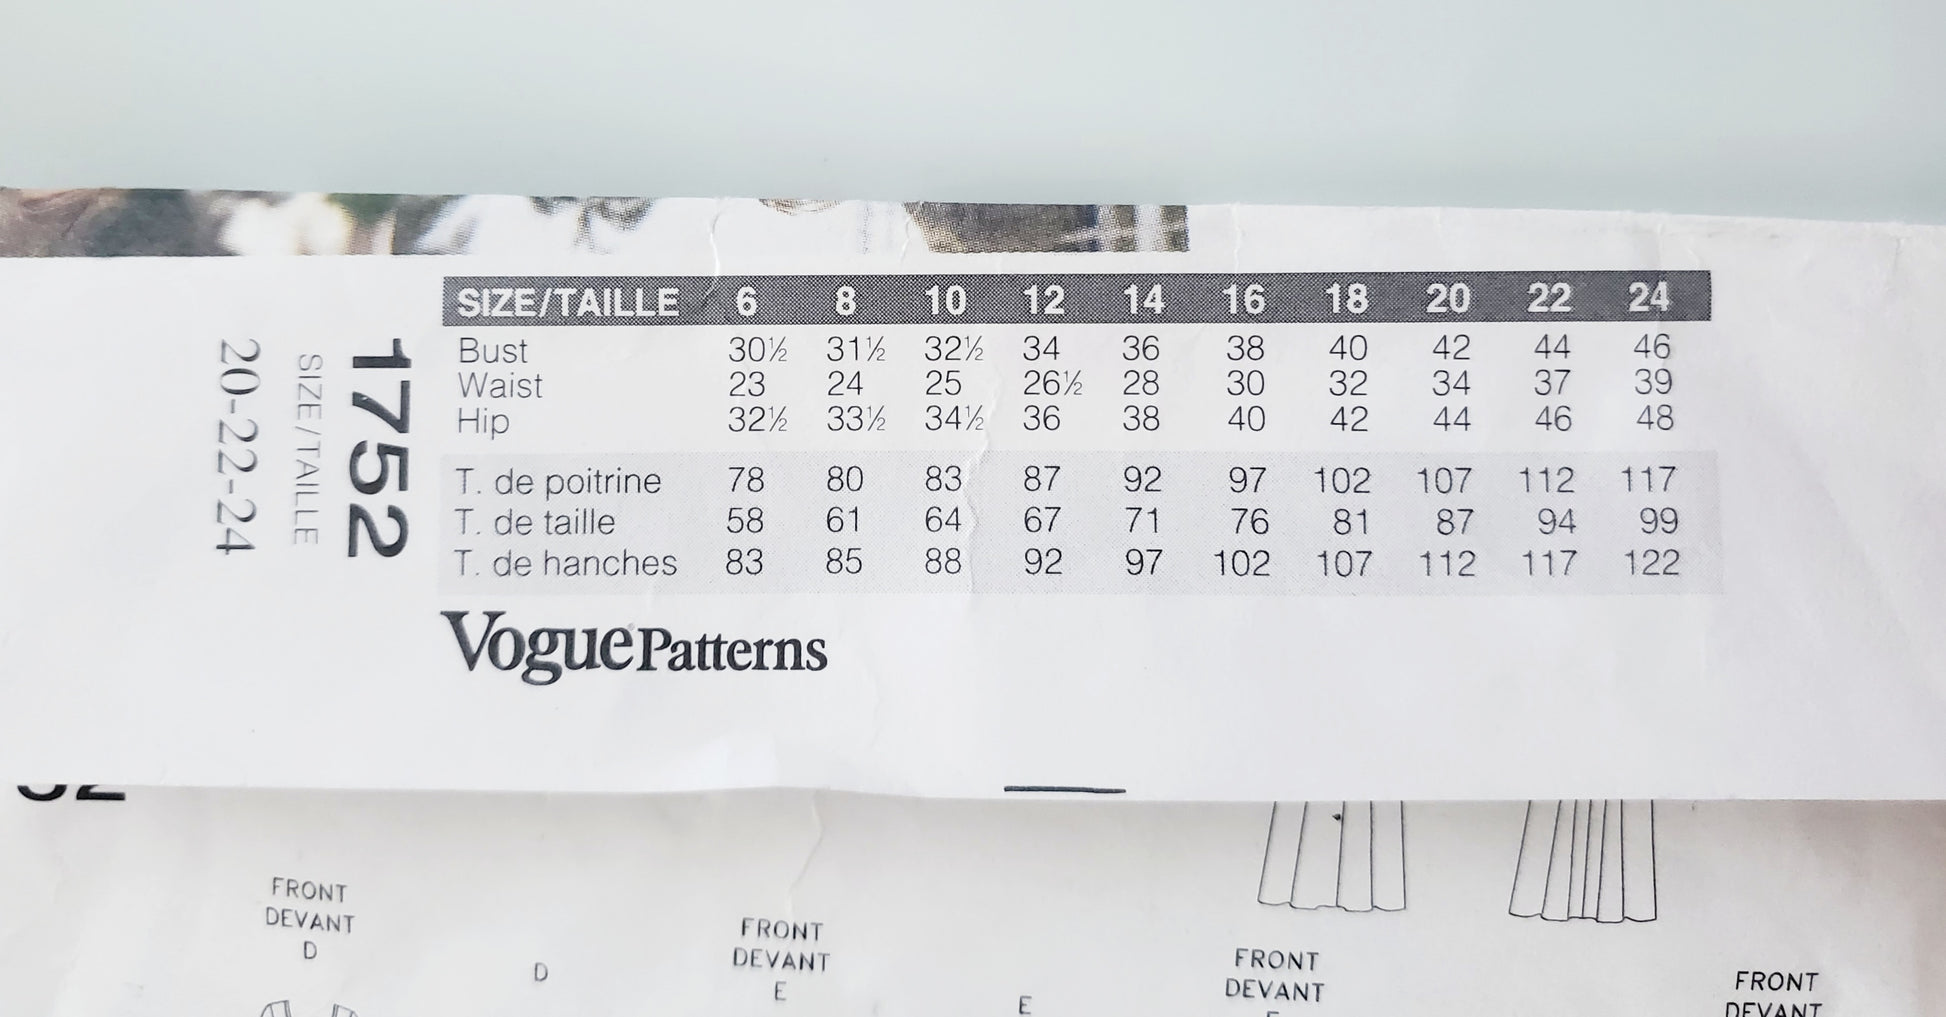 SIZE/TAILLE 6 8 10 12 14 16 18 20 22 24
Bust 30½ 31½ 32½ 34 36 38 40 42 44 46
Waist 23 24 25 26½ 28 30 32 34 37 39
Hip 32½ 33½ 34½ 36 38 40 42 44 46 48
T. de poitrine 78 80 83 87 92 97 102 107 112 117
T. de taille 58 61 64 67 71 76 81 87 94 99
T. de hanches 83 85 88 92 97 102 107 112 117 122
Vogue Patterns
1752
SIZE/TAILLE
20-22-24
FRONT
DEVANT
D
D
FRONT
DEVANT
E
E
FRONT
DEVANT
FRONT
DEVANT